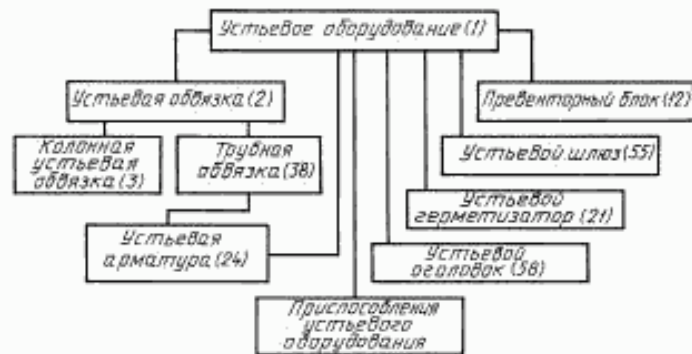 Устьевое оборудование (1)
Устьевая обвязка (2)
Превенторный блок (12)
Колонная
устьевая
обвязка (3)
Трубная
обвязка (38)
Устьевой шлюз (55)
Устьевой
герметизатор (21)
Устьевая
арматура (24)
Устьевой
оголовок (58)
Приспособления
устьевого
оборудования